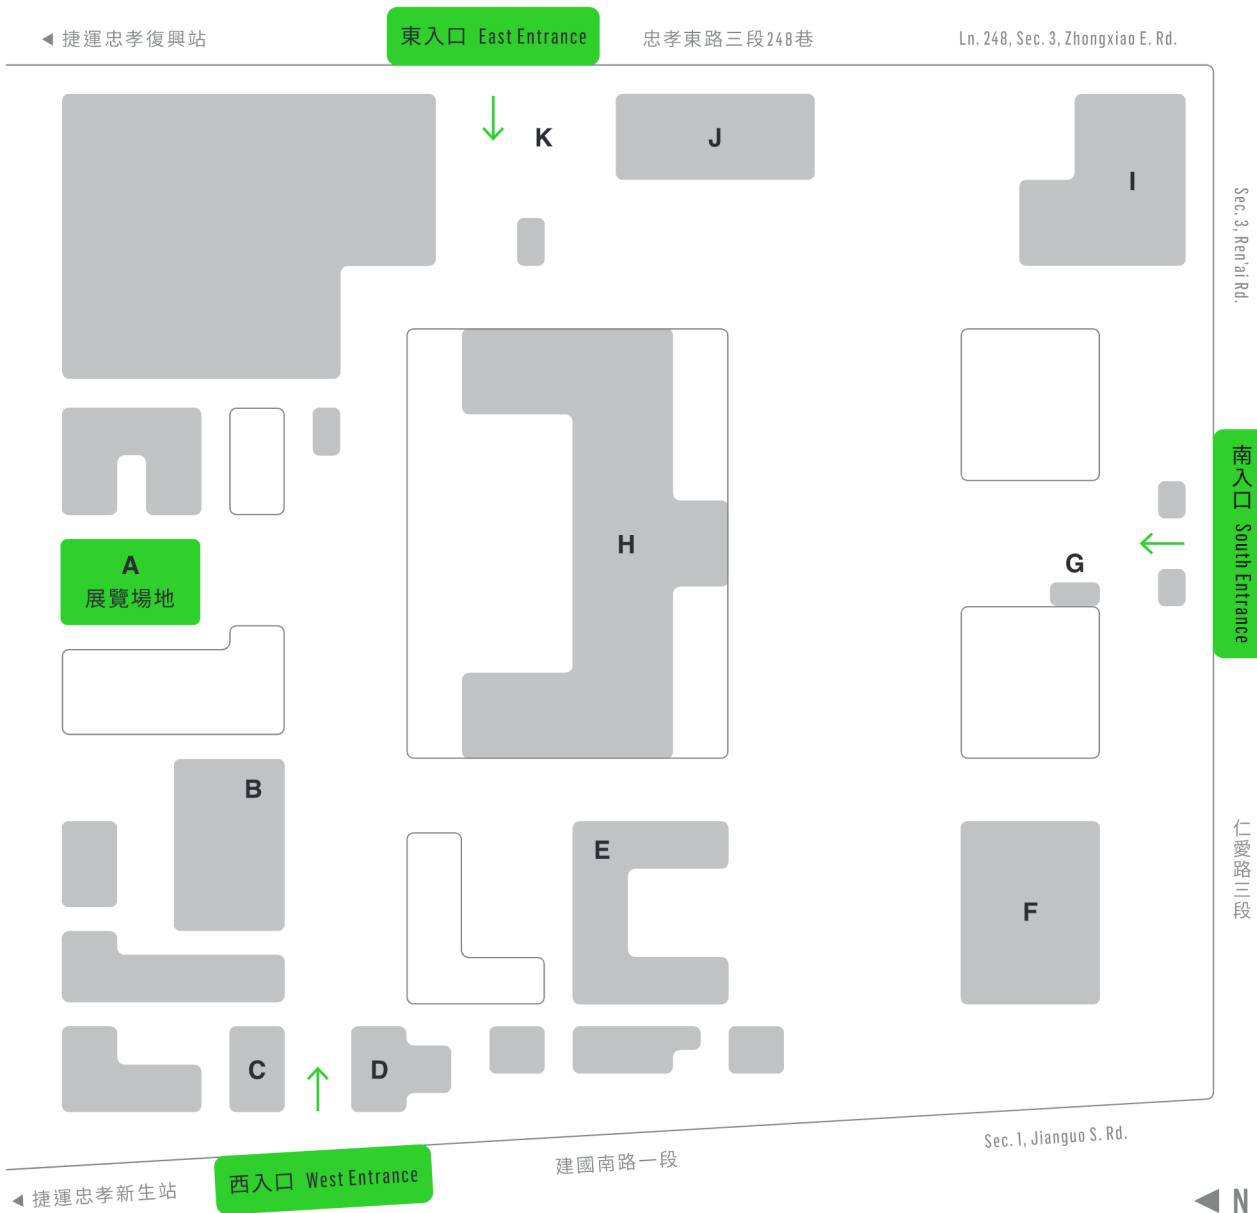 ◀ 捷運忠孝復興站
東入口 East Entrance
忠孝東路三段248巷
Ln. 248, Sec. 3, Zhongxiao E. Rd.
K
J
I
Sec. 3, Ren'ai Rd.
南入口 South Entrance
H
G
A
展覽場地
B
E
F
仁愛路三段
C
D
Sec. 1, Jianguo S. Rd.
建國南路一段
西入口 West Entrance
◀ 捷運忠孝新生站
◀ N